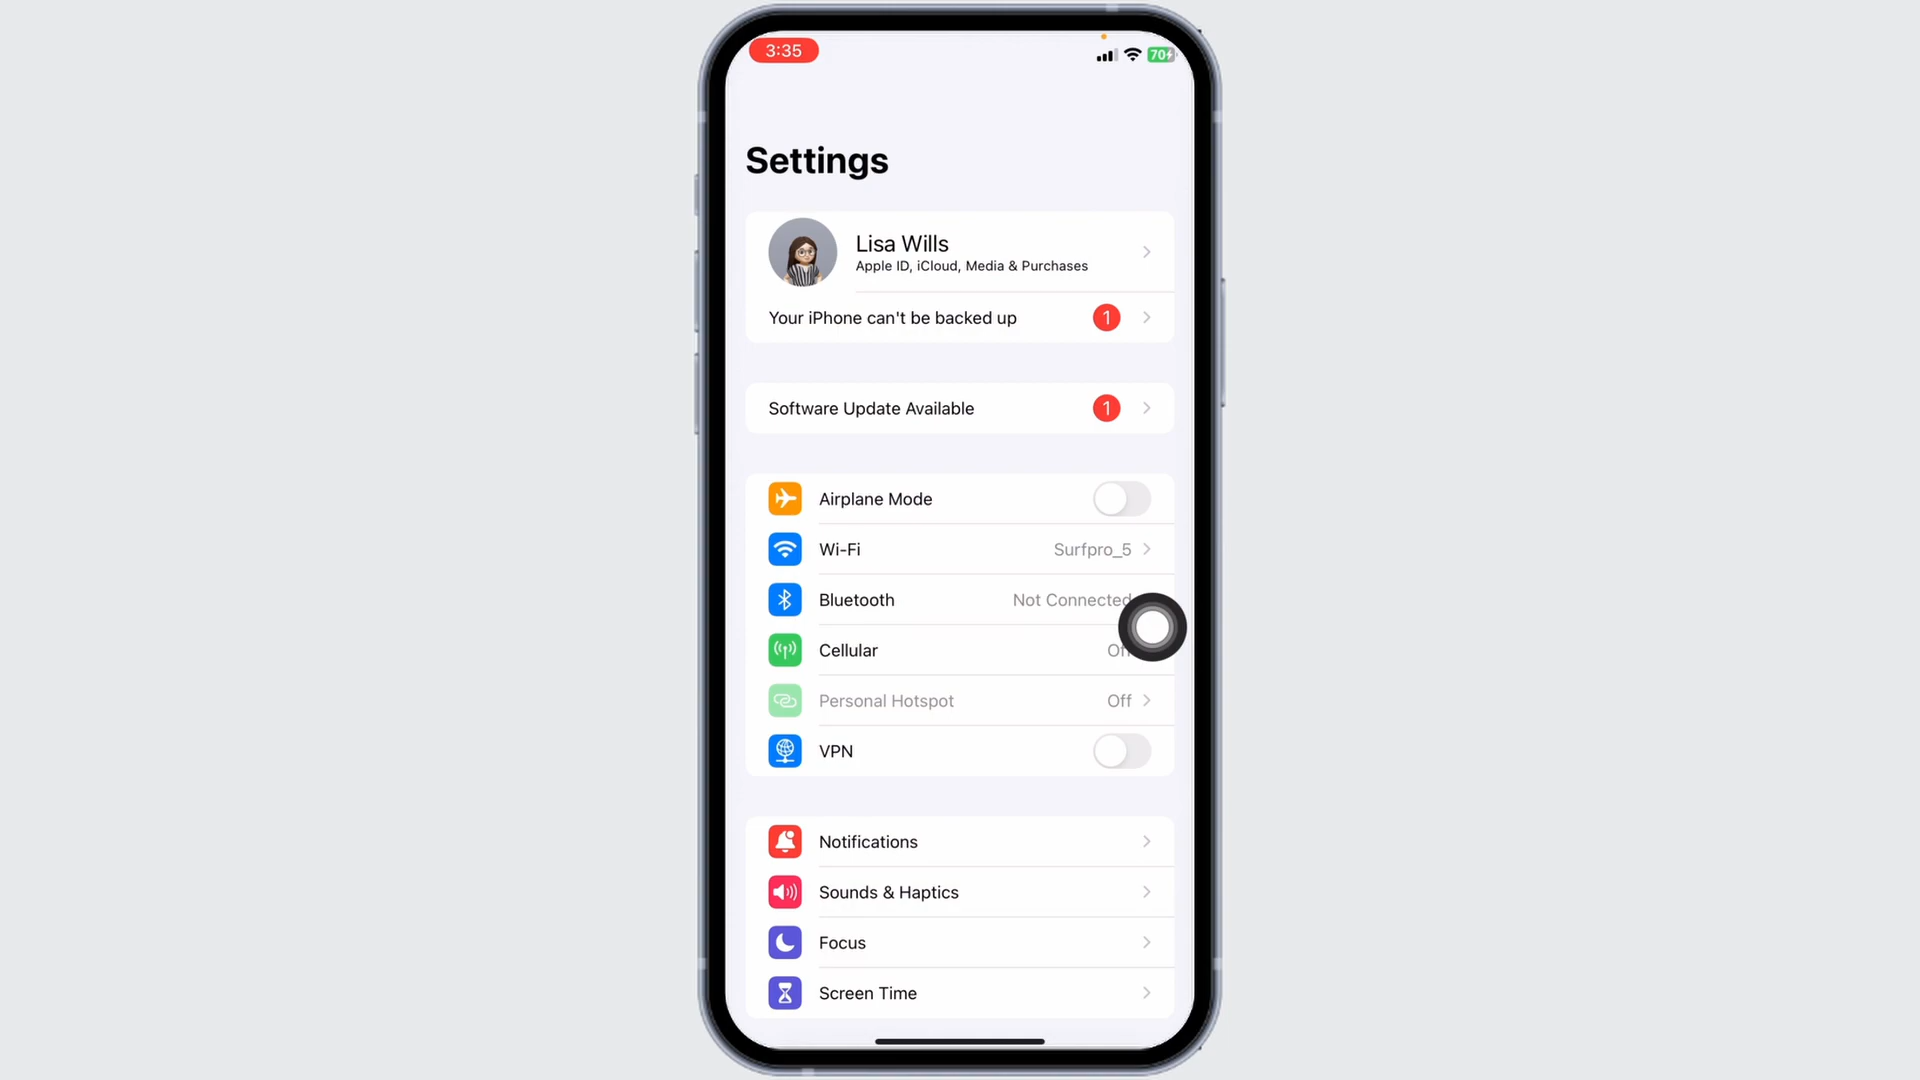 3:35
70
Settings
Lisa Wills
Apple ID, iCloud, Media & Purchases
Your iPhone can't be backed up 1
Software Update Available 1
Airplane Mode
Wi-Fi Surfpro_5
Bluetooth Not Connected
Cellular
Personal Hotspot Off
VPN
Notifications
Sounds & Haptics
Focus
Screen Time